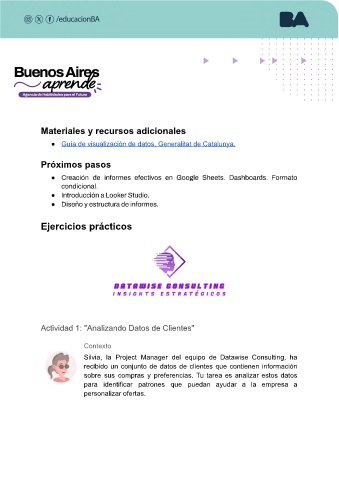 /educacionBA
BA
Buenos Aires
aprende
Agencia de Habilidades para el Futuro
Materiales y recursos adicionales
● Guía de visualización de datos, Generalitat de Catalunya.
Próximos pasos
● Creación de informes efectivos en Google Sheets. Dashboards. Formato
condicional.
● Introducción a Looker Studio.
● Diseño y estructura de informes.
Ejercicios prácticos
DATAWISE CONSULTING
INSIGHTS ESTRATÉGICOS
Actividad 1: "Analizando Datos de Clientes"
Contexto
Silvia, la Project Manager del equipo de Datawise Consulting, ha
recibido un conjunto de datos de clientes que contienen información
sobre sus compras y preferencias. Tu tarea es analizar estos datos
para identificar patrones que puedan ayudar a la empresa a
personalizar ofertas.